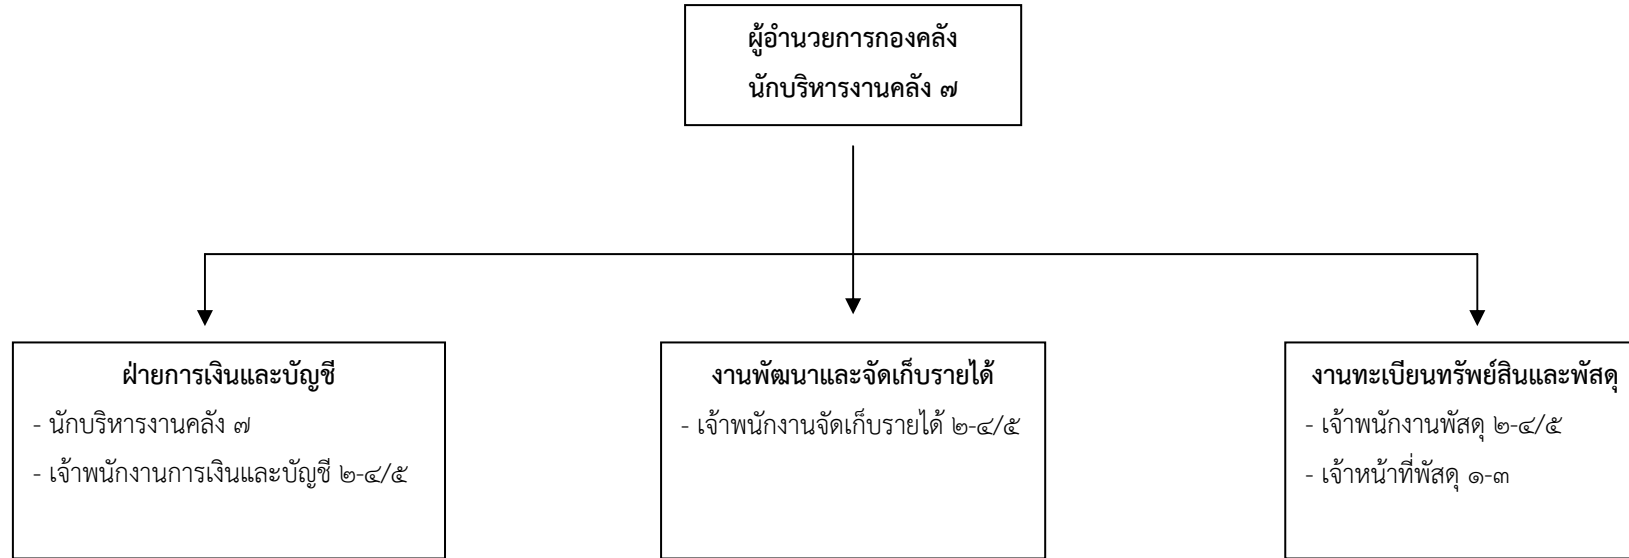 ผู้อำนวยการกองคลัง
นักบริหารงานคลัง ๗
ฝ่ายการเงินและบัญชี
- นักบริหารงานคลัง ๗
- เจ้าพนักงานการเงินและบัญชี ๒-๔/๕
งานพัฒนาและจัดเก็บรายได้
- เจ้าพนักงานจัดเก็บรายได้ ๒-๔/๕
งานทะเบียนทรัพย์สินและพัสดุ
- เจ้าพนักงานพัสดุ ๒-๔/๕
- เจ้าหน้าที่พัสดุ ๑-๓